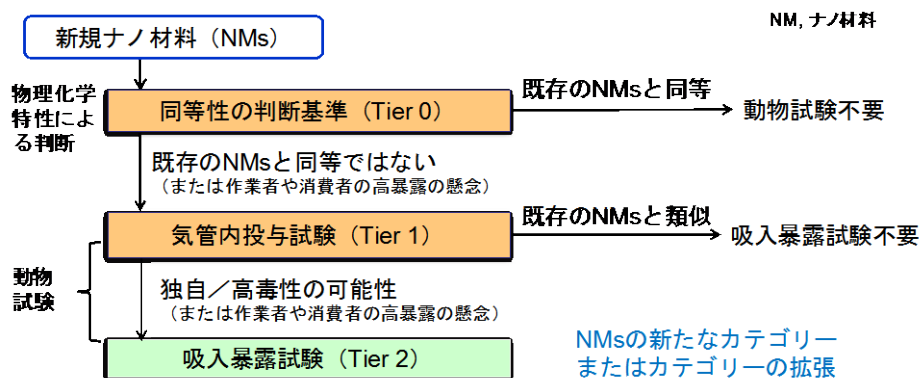 新規ナノ材料（NMs）
NM, ナノ材料
物理化学
特性によ
る判断
同等性の判断基準（Tier 0）
既存のNMsと同等
動物試験不要
既存のNMsと同等ではない
（または作業者や消費者の高暴露の懸念）
気管内投与試験（Tier 1）
既存のNMsと類似
吸入暴露試験不要
動物
試験
独自／高毒性の可能性
（または作業者や消費者の高暴露の懸念）
吸入暴露試験（Tier 2）
NMsの新たなカテゴリー
またはカテゴリーの拡張